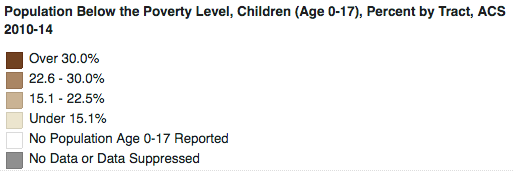 Population Below the Poverty Level, Children (Age 0-17), Percent by Tract, ACS
2010-14
Over 30.0%
22.6 - 30.0%
15.1 - 22.5%
Under 15.1%
No Population Age 0-17 Reported
No Data or Data Suppressed